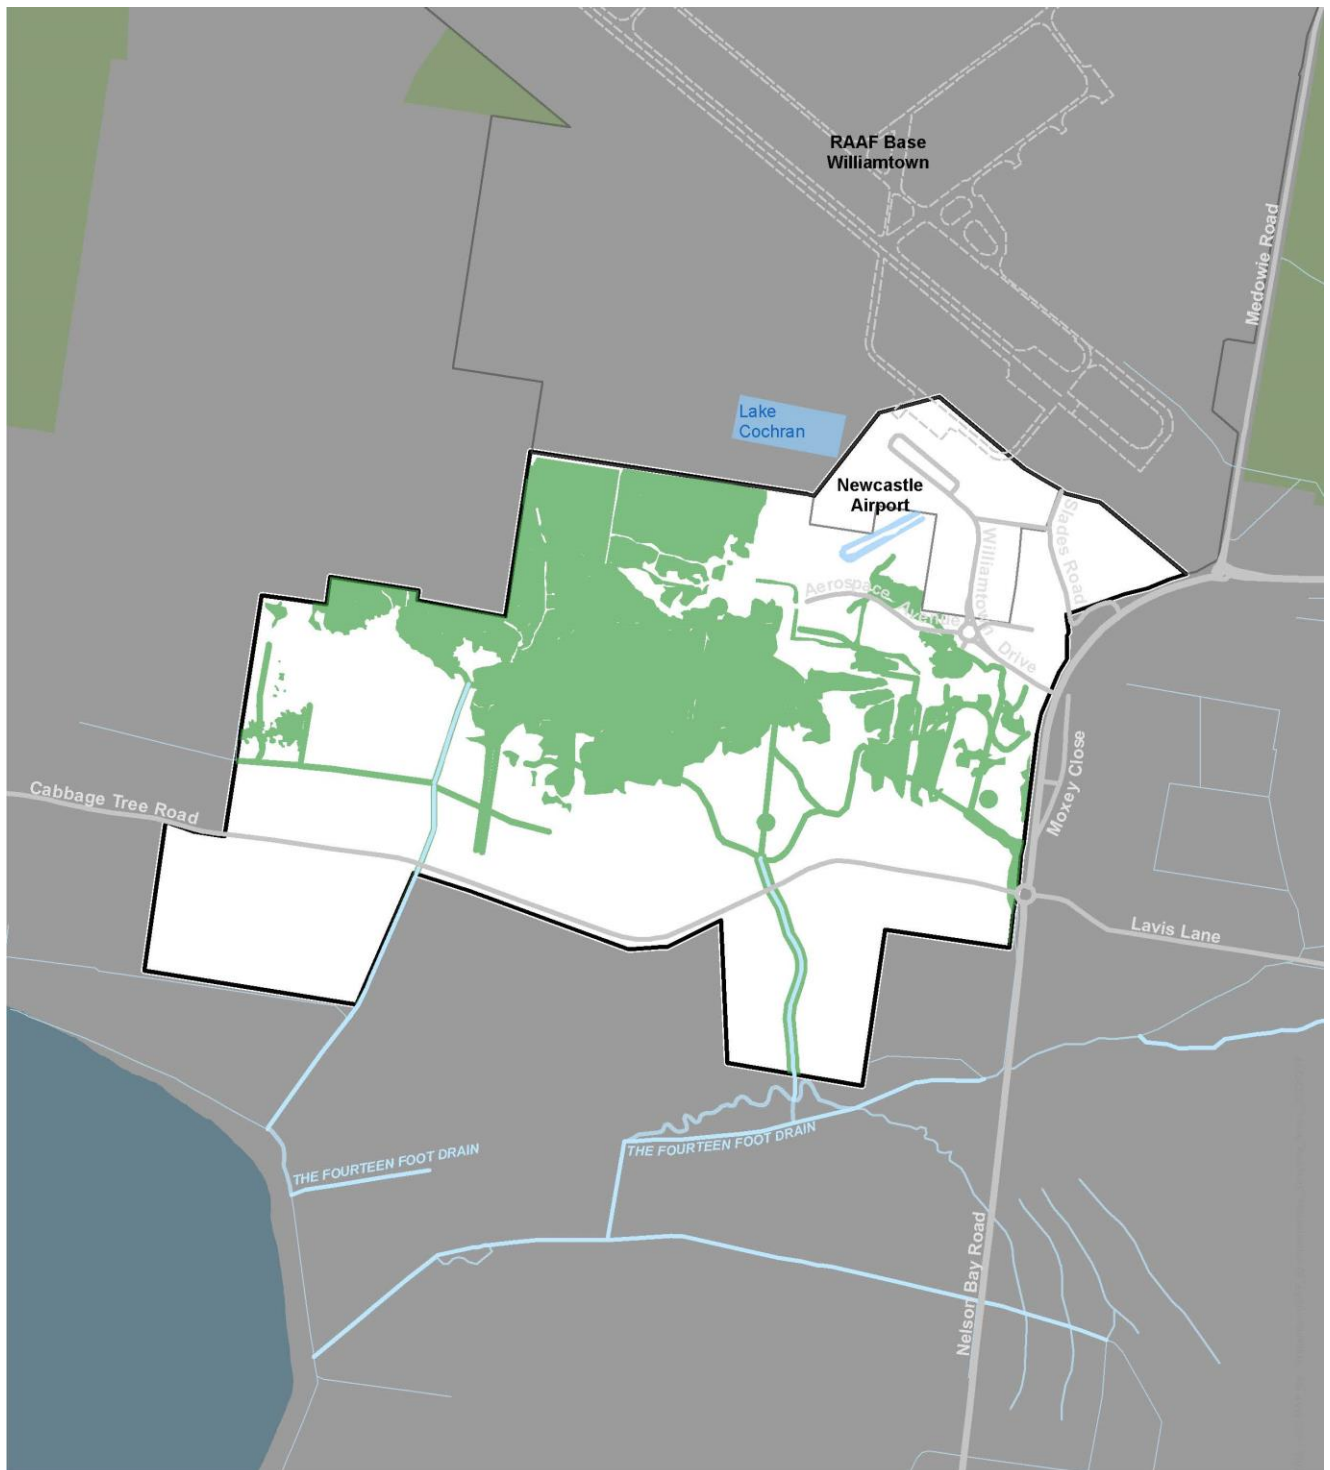 RAAF Base
Williamtown
Medowie Road
Lake
Cochran
Newcastle
Airport
Slades Road
Williamtown Drive
Aerospace Avenue
Moxey Close
Cabbage Tree Road
Lavis Lane
THE FOURTEEN FOOT DRAIN
THE FOURTEEN FOOT DRAIN
Nelson Bay Road